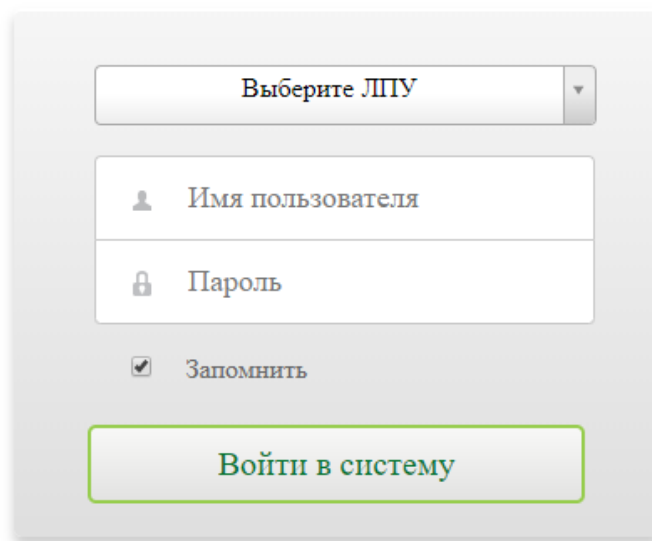 Выберите ЛПУ
Имя пользователя
Пароль
Запомнить
Войти в систему